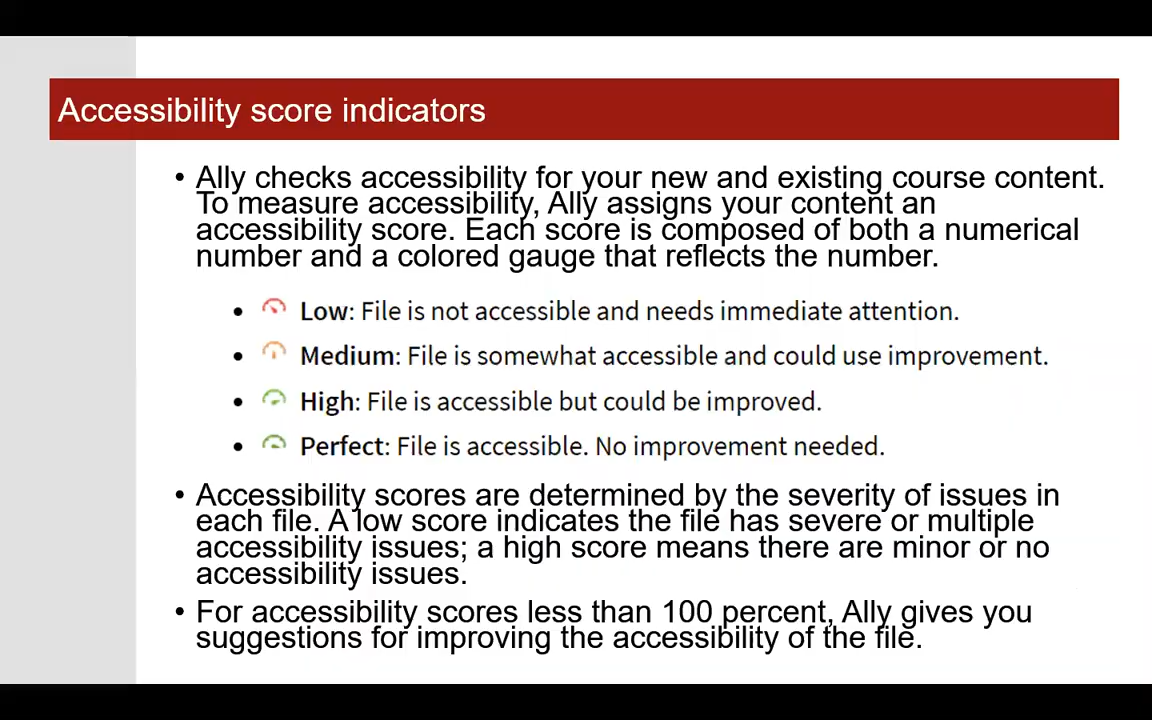 Accessibility score indicators
• Ally checks accessibility for your new and existing course content.
To measure accessibility, Ally assigns your content an
accessibility score. Each score is composed of both a numerical
number and a colored gauge that reflects the number.
• Low: File is not accessible and needs immediate attention.
• Medium: File is somewhat accessible and could use improvement.
• High: File is accessible but could be improved.
• Perfect: File is accessible. No improvement needed.
• Accessibility scores are determined by the severity of issues in
each file. A low score indicates the file has severe or multiple
accessibility issues; a high score means there are minor or no
accessibility issues.
• For accessibility scores less than 100 percent, Ally gives you
suggestions for improving the accessibility of the file.